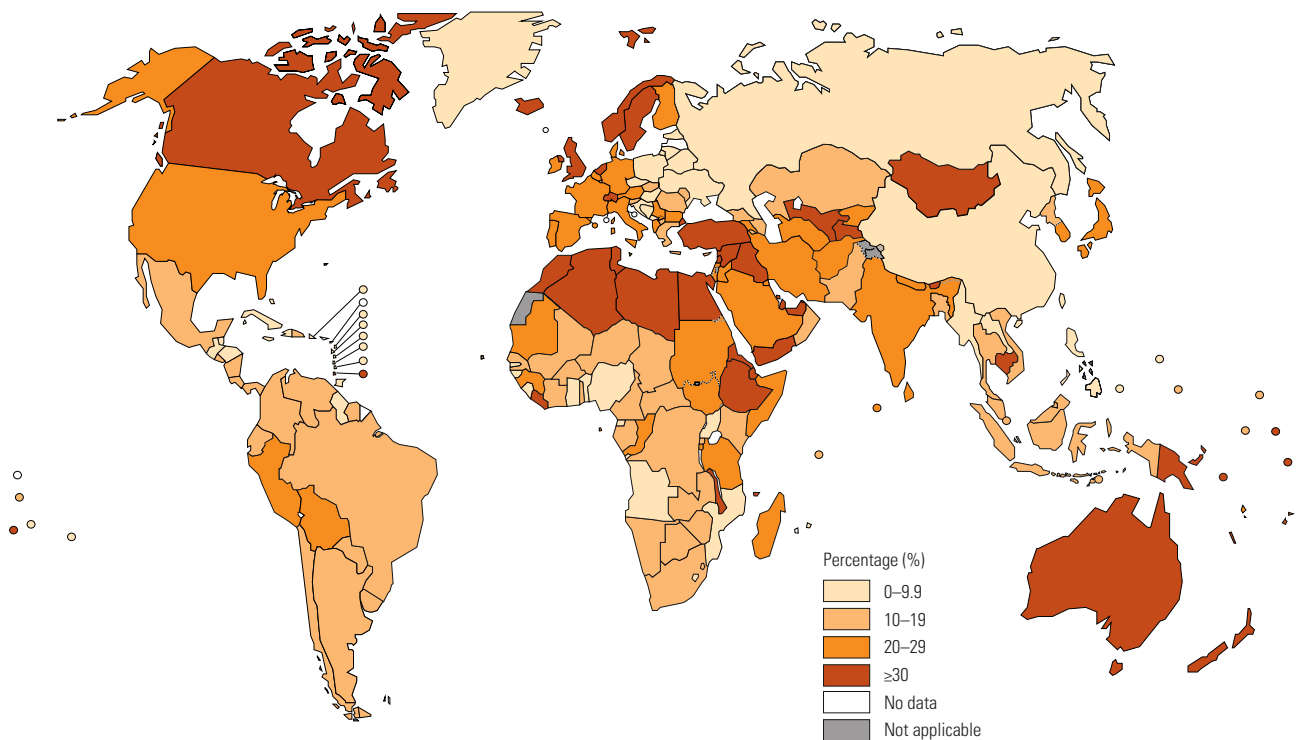 Percentage (%)
0–9.9
10–19
20–29
≥30
No data
Not applicable